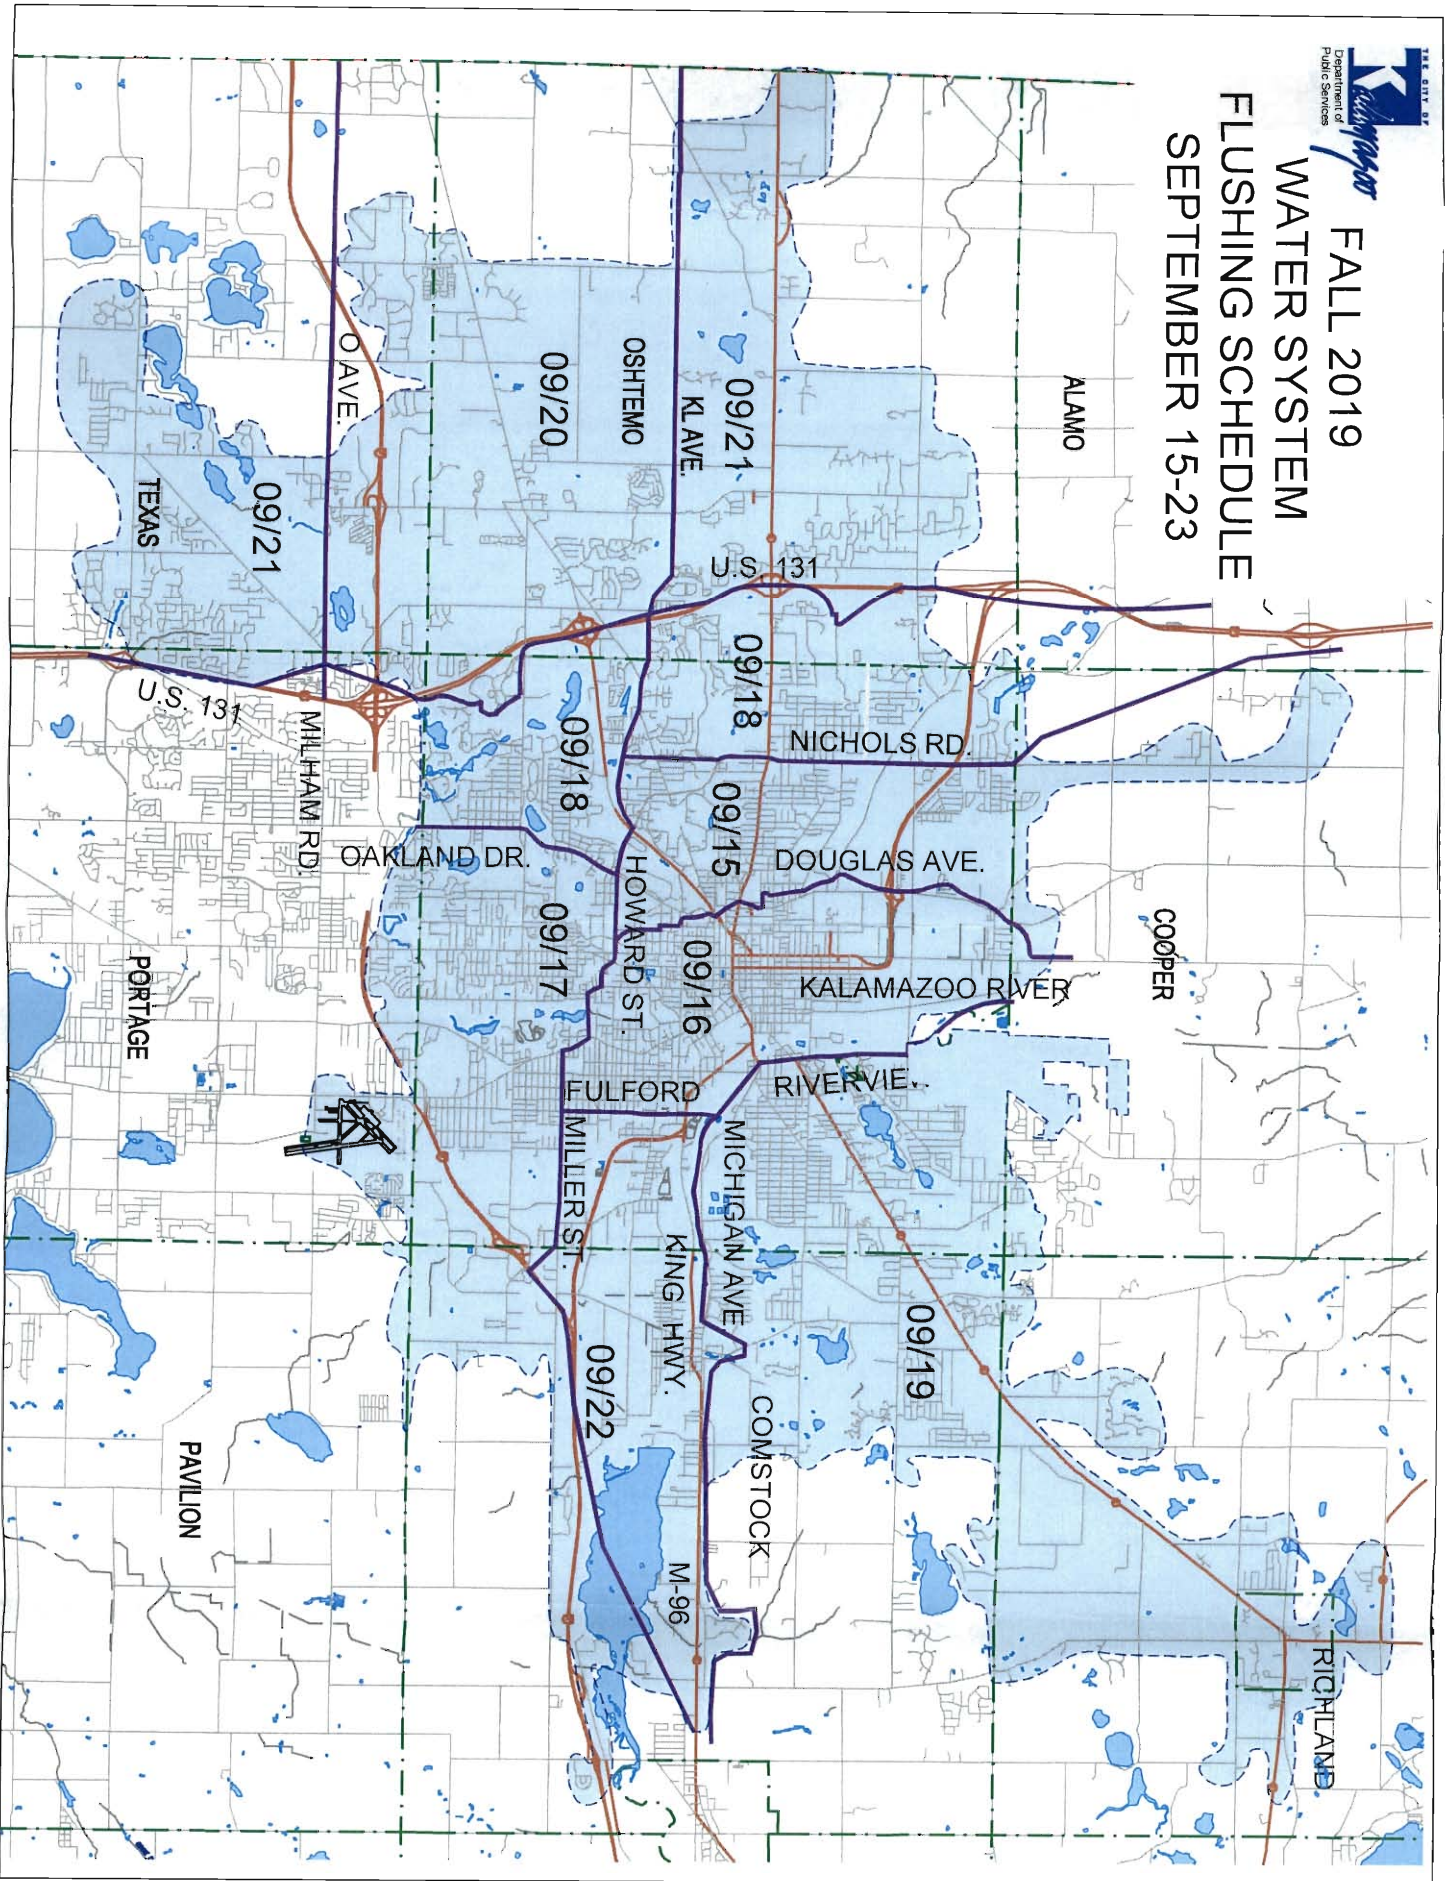 THE CITY OF
Kalamazoo
Department of
Public Services
FALL 2019
WATER SYSTEM
FLUSHING SCHEDULE
SEPTEMBER 15-23
ALAMO
COOPER
RICHLAND
09/21
KL AVE.
OSHTEMO
09/20
O AVE.
09/21
TEXAS
U.S. 131
09/18
NICHOLS RD.
09/15
DOUGLAS AVE.
09/18
U.S. 131
MILHAM RD.
OAKLAND DR.
HOWARD ST.
09/17
09/16
KALAMAZOO RIVER
PORTAGE
FULFORD
MILLER ST.
MICHIGAN AVE
KING HWY.
09/19
09/22
COMSTOCK
M-96
PAVILION